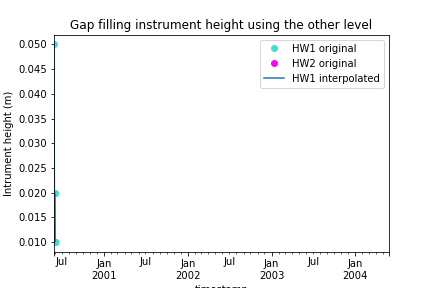 Gap filling instrument height using the other level
HW1 original
HW2 original
HW1 interpolated
Intrument height (m)
0.050
0.045
0.040
0.035
0.030
0.025
0.020
0.015
0.010
Jul Jan Jul Jan Jul Jan Jul Jan
2001 2002 2003 2004
timestamp